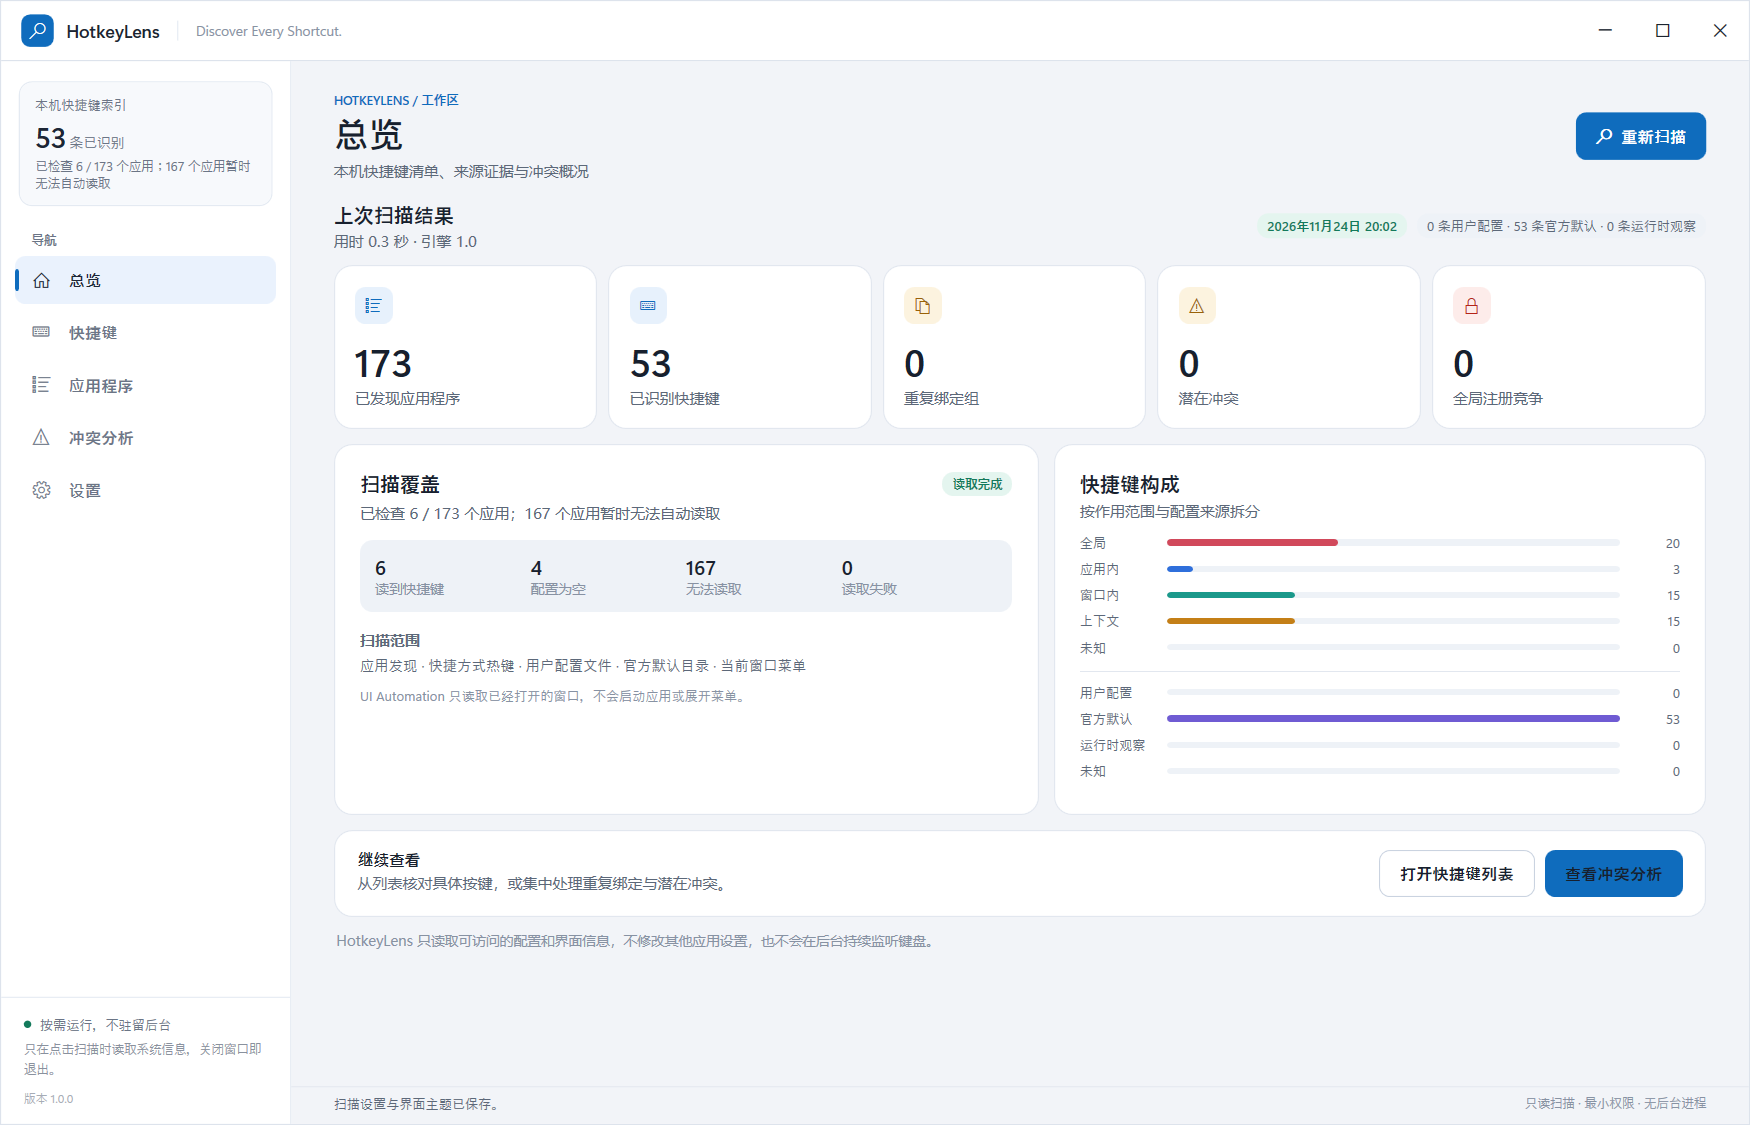 HotkeyLens
Discover Every Shortcut.
本机快捷键索引
53 条已识别
已检查 6 / 173 个应用；167 个应用暂时
无法自动读取
导航
总览
快捷键
应用程序
冲突分析
设置
按需运行，不驻留后台
只在点击扫描时读取系统信息，关闭窗口即
退出。
版本 1.0.0
HOTKEYLENS / 工作区
总览
本机快捷键清单、来源证据与冲突概况
重新扫描
上次扫描结果
用时 0.3 秒 · 引擎 1.0
2026年11月24日 20:02
0 条用户配置 · 53 条官方默认 · 0 条运行时观察
173
已发现应用程序
53
已识别快捷键
0
重复绑定组
0
潜在冲突
0
全局注册竞争
扫描覆盖
读取完成
已检查 6 / 173 个应用；167 个应用暂时无法自动读取
6
读到快捷键
4
配置为空
167
无法读取
0
读取失败
扫描范围
应用发现 · 快捷方式热键 · 用户配置文件 · 官方默认目录 · 当前窗口菜单
UI Automation 只读取已经打开的窗口，不会启动应用或展开菜单。
快捷键构成
按作用范围与配置来源拆分
全局 20
应用内 3
窗口内 15
上下文 15
未知 0
用户配置 0
官方默认 53
运行时观察 0
未知 0
继续查看
从列表核对具体按键，或集中处理重复绑定与潜在冲突。
打开快捷键列表
查看冲突分析
HotkeyLens 只读取可访问的配置和界面信息，不修改其他应用设置，也不会在后台持续监听键盘。
扫描设置与界面主题已保存。
只读扫描 · 最小权限 · 无后台进程